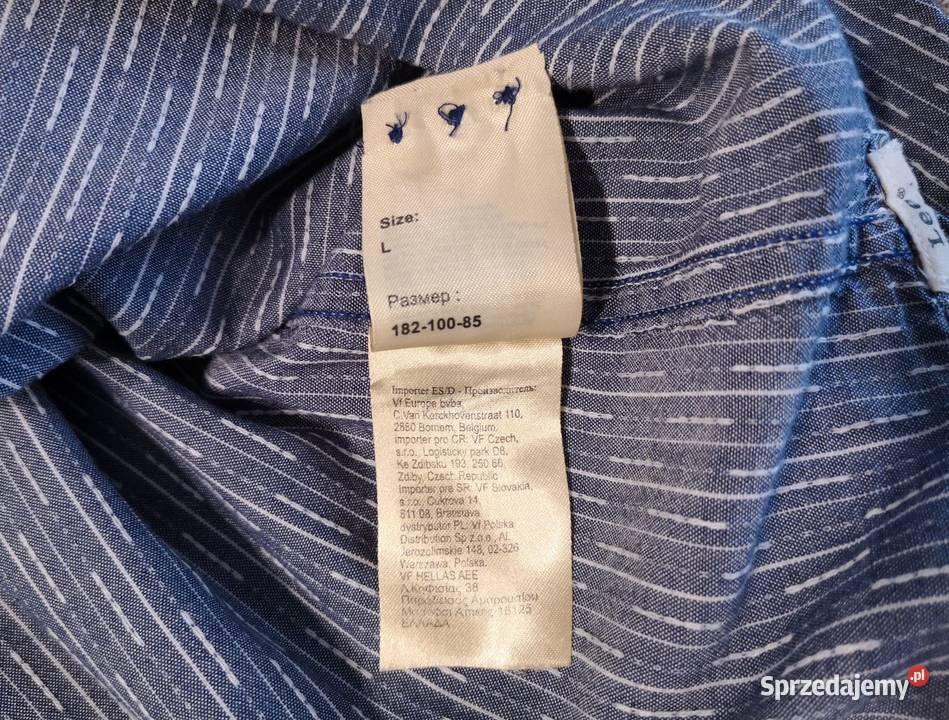 Size:
L
Размер :
182-100-85
Importer ES/D - Производитель:
Vf Europe bvba
C.Van Kerckhovenstraat 110,
2880 Bornem, Belgium.
importer pro CR: VF Czech,
s.r.o., Logistický park D8,
Ke Zdibsku 193, 250 66,
Zdiby, Czech Republic
Importer pre SR: VF Slovakia,
s.r.o., Cukrova 14,
811 08, Bratislava
dystrybutor PL: Vf Polska
Distribution Sp z.o.o., Al.
Jerozolimskie 148, 02-326
Warszawa, Polska.
VF HELLAS AEE
Λ.Κηφισίας 38
Παράδεισος Αμαρουσίου
Μαρούσι Αττικής 15125
ΕΛΛΑΔΑ
Lee
Sprzedajemy.pl